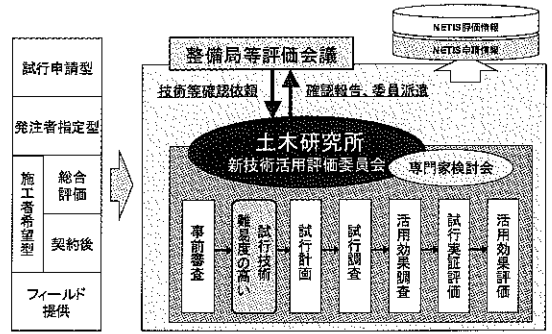 NETIS評価情報
NETIS申請情報
整備局等評価会議
試行申請型
技術等確認依頼
確認報告、委員派遣
発注者指定型
土木研究所
新技術活用評価委員会
専門家検討会
施工者希望型
総合
評価
契約後
フィールド
提供
事前審査
難易度の高い
試行技術
試行計画
試行調査
活用効果調査
試行実証評価
活用効果評価